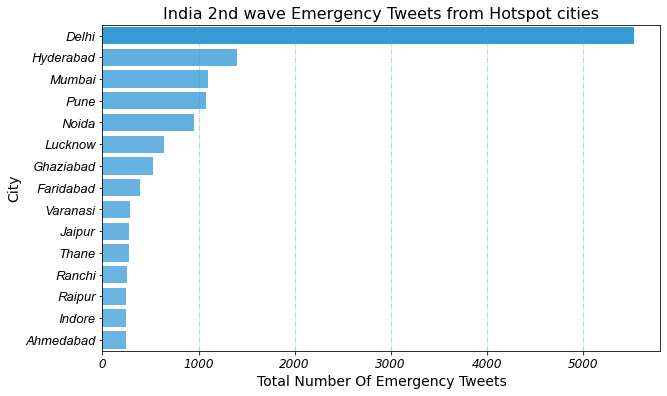 India 2nd wave Emergency Tweets from Hotspot cities
Delhi
Hyderabad
Mumbai
Pune
Noida
Lucknow
Ghaziabad
Faridabad
Varanasi
Jaipur
Thane
Ranchi
Raipur
Indore
Ahmedabad
City
0 1000 2000 3000 4000 5000
Total Number Of Emergency Tweets